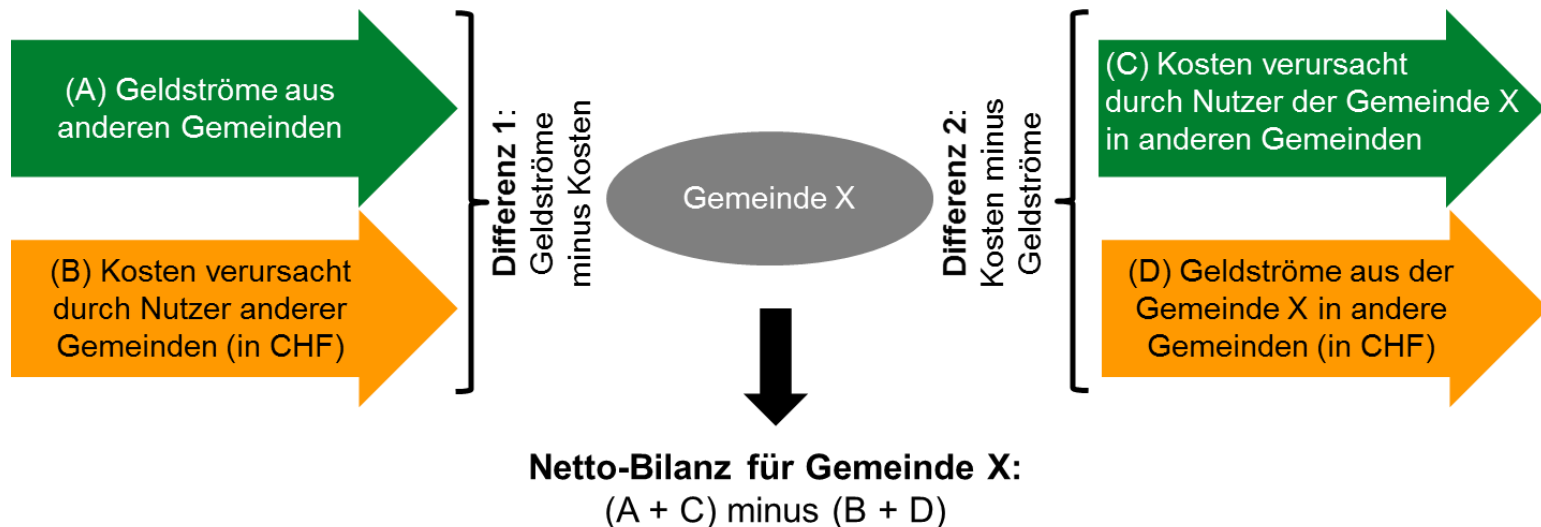 (A) Geldströme aus
anderen Gemeinden
(B) Kosten verursacht
durch Nutzer anderer
Gemeinden (in CHF)
Differenz 1:
Geldströme
minus Kosten
Gemeinde X
Differenz 2:
Kosten minus
Geldströme
(C) Kosten verursacht
durch Nutzer der Gemeinde X
in anderen Gemeinden
(D) Geldströme aus der
Gemeinde X in andere
Gemeinden (in CHF)
Netto-Bilanz für Gemeinde X:
(A + C) minus (B + D)